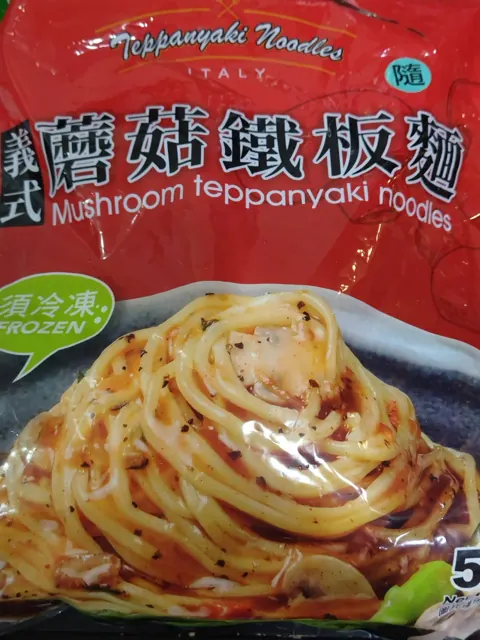 Teppanyaki Noodles
ITALY
隨
義式
蘑菇鐵板麵
Mushroom teppanyaki noodles
須冷凍
FROZEN
5